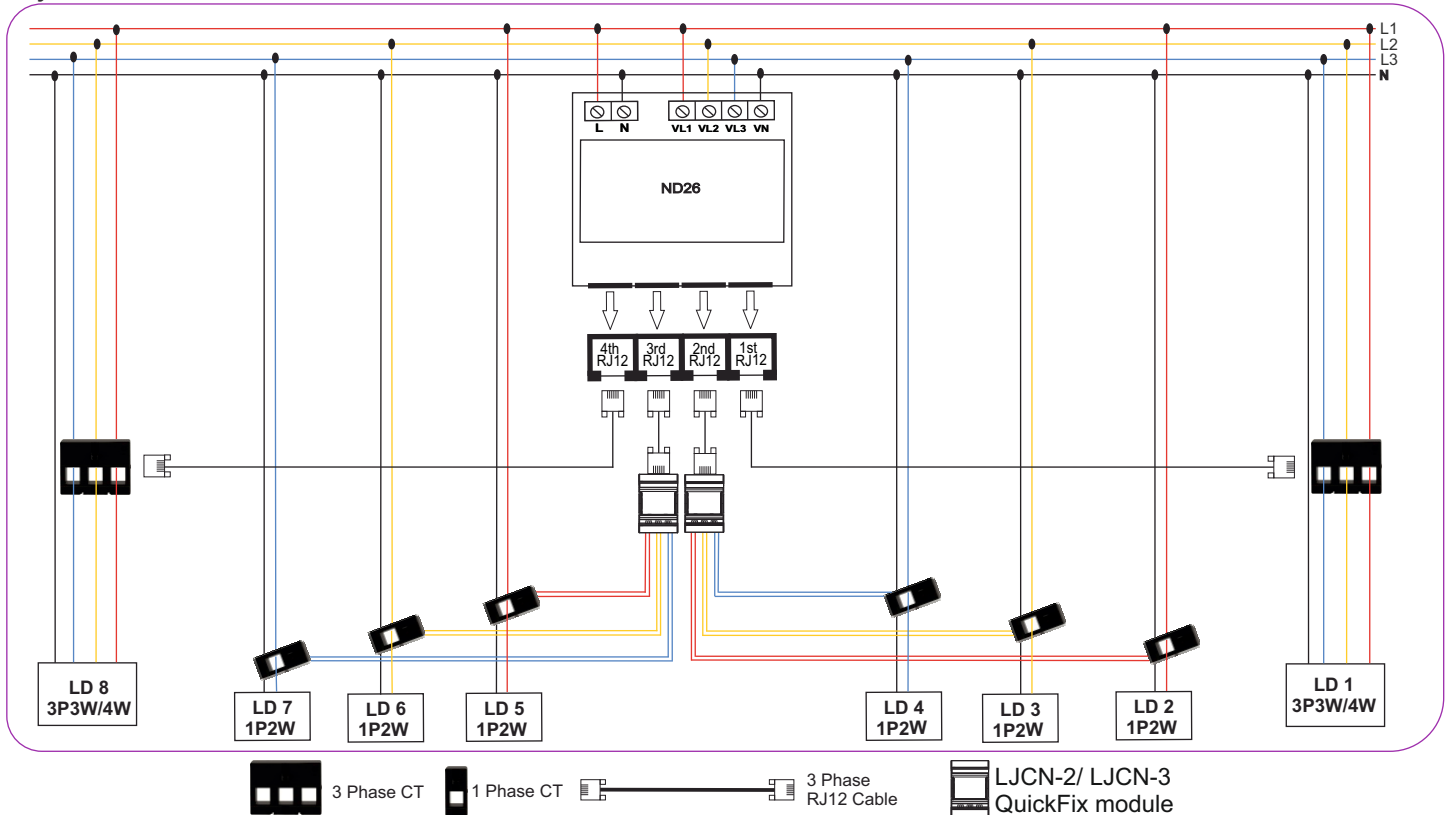 L1
L2
L3
N
L N VL1 VL2 VL3 VN
ND26
4th RJ12
3rd RJ12
2nd RJ12
1st RJ12
LD 8
3P3W/4W
LD 7
1P2W
LD 6
1P2W
LD 5
1P2W
LD 4
1P2W
LD 3
1P2W
LD 2
1P2W
LD 1
3P3W/4W
3 Phase CT
1 Phase CT
3 Phase
RJ12 Cable
LJCN-2/ LJCN-3
QuickFix module